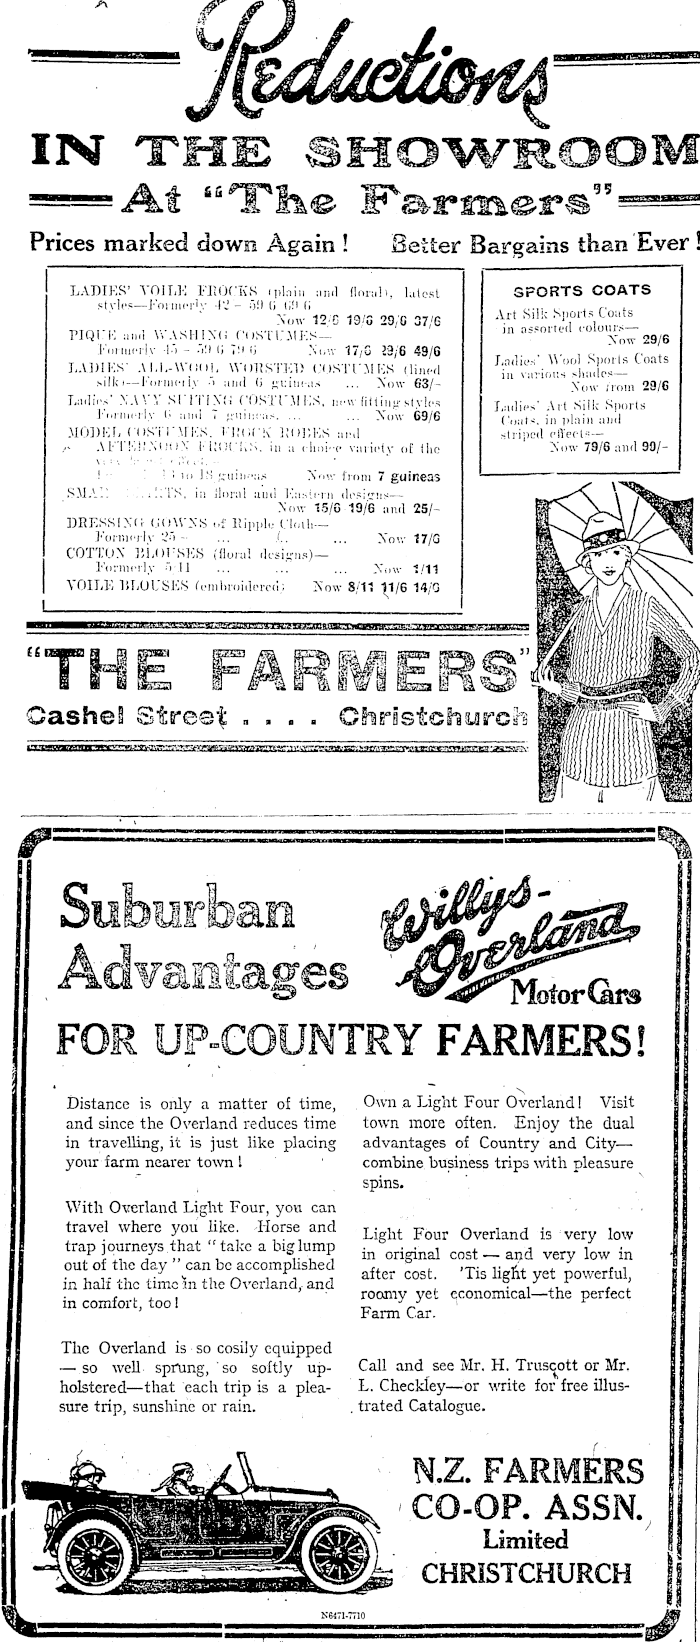 Reductions
IN THE SHOWROOM
At "The Farmers"
Prices marked down Again! Better Bargains than Ever!
LADIES' VOILE FROCKS (plain and floral), latest
styles—Formerly 42/- 59/6 69/6
Now 12/6 19/6 29/6 37/6
PIQUE and WASHING COSTUMES—
Formerly 45/- 59/6 79/6 Now 17/6 29/6 49/6
LADIES' ALL-WOOL WORSTED COSTUMES (lined
silk)—Formerly 5 and 6 guineas ... Now 63/-
Ladies' NAVY SUITING COSTUMES, new fitting styles
Formerly 6 and 7 guineas, ... ... Now 69/6
MODEL COSTUMES, FROCK ROBES and
AFTERNOON FROCKS, in a choice variety of the
very
to 18 guineas Now from 7 guineas
SMART in floral and Eastern designs—
Now 15/6 19/6 and 25/-
DRESSING GOWNS of Ripple Cloth—
Formerly 25/- ... ... ... Now 17/6
COTTON BLOUSES (floral designs)—
Formerly 5/11 ... ... ... Now 1/11
VOILE BLOUSES (embroidered) Now 8/11 11/6 14/6
SPORTS COATS
Art Silk Sports Coats
in assorted colours—
Now 29/6
Ladies' Wool Sports Coats
in various shades—
Now from 29/6
Ladies' Art Silk Sports
Coats, in plain and
striped effects—
Now 79/6 and 99/-
"THE FARMERS"
Cashel Street .... Christchurch
Suburban
Advantages
Willys-
Overland
Motor Cars
FOR UP-COUNTRY FARMERS!
Distance is only a matter of time,
and since the Overland reduces time
in travelling, it is just like placing
your farm nearer town!
With Overland Light Four, you can
travel where you like. Horse and
trap journeys that "take a big lump
out of the day" can be accomplished
in half the time in the Overland, and
in comfort, too!
The Overland is so cosily equipped
—so well sprung, so softly up-
holstered—that each trip is a plea-
sure trip, sunshine or rain.
Own a Light Four Overland! Visit
town more often. Enjoy the dual
advantages of Country and City—
combine business trips with pleasure
spins.
Light Four Overland is very low
in original cost—and very low in
after cost. 'Tis light yet powerful,
roomy yet economical—the perfect
Farm Car.
Call and see Mr. H. Truscott or Mr.
L. Checkley—or write for free illus-
trated Catalogue.
N.Z. FARMERS
CO-OP. ASSN.
Limited
CHRISTCHURCH
N6471-7710